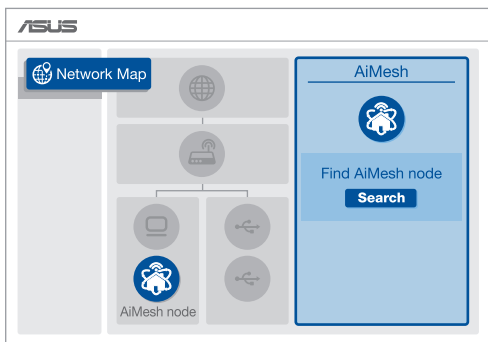 ASUS
Network Map
AiMesh
Find AiMesh node
Search
AiMesh node